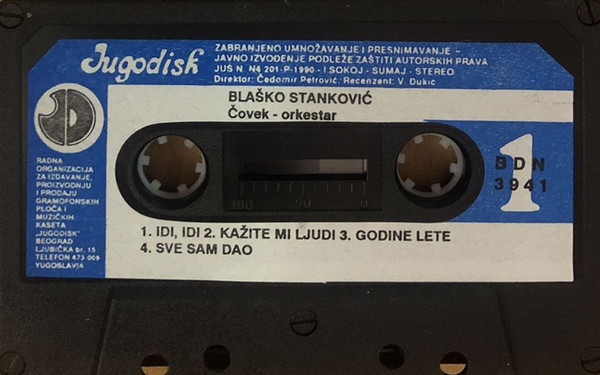 Jugodisk
ZABRANJENO UMNOŽAVANJE I PRESNIMAVANJE –
JAVNO IZVOĐENJE PODLEŽE ZAŠTITI AUTORSKIH PRAVA
JUS N. N4 201-P-1990 - I SOKOJ - SUMAJ - STEREO
Direktor: Čedomir Petrović, Recenzent: V. Đukić
BLAŠKO STANKOVIĆ
Čovek - orkestar
RADNA
ORGANIZACIJA
ZA IZDAVANJE,
PROIZVODNJU
I PRODAJU
GRAMOFONSKIH
PLOČA I
MUZIČKIH
KASETA
„JUGODISK"
BEOGRAD
LJUBIČKA br. 15
TELEFON 473 009
YUGOSLAVIA
100 50 0
1
BDN
3941
1. IDI, IDI 2. KAŽITE MI LJUDI 3. GODINE LETE
4. SVE SAM DAO